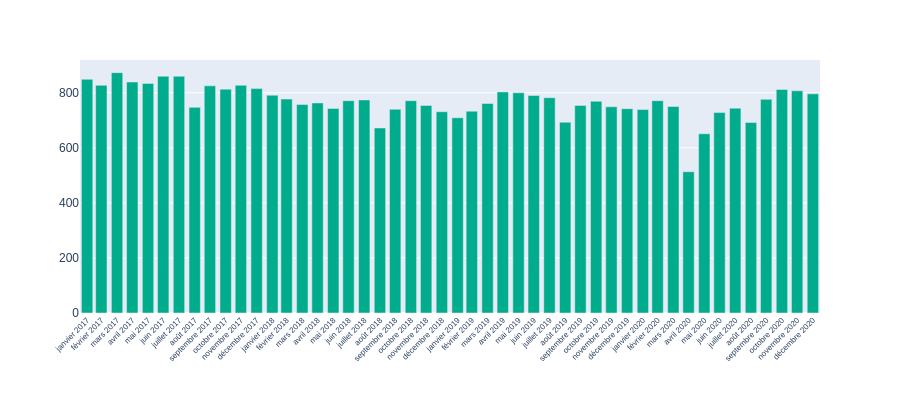 800
600
400
200
0
janvier 2017
février 2017
mars 2017
avril 2017
mai 2017
juin 2017
juillet 2017
août 2017
septembre 2017
octobre 2017
novembre 2017
décembre 2017
janvier 2018
février 2018
mars 2018
avril 2018
mai 2018
juin 2018
juillet 2018
août 2018
septembre 2018
octobre 2018
novembre 2018
décembre 2018
janvier 2019
février 2019
mars 2019
avril 2019
mai 2019
juin 2019
juillet 2019
août 2019
septembre 2019
octobre 2019
novembre 2019
décembre 2019
janvier 2020
février 2020
mars 2020
avril 2020
mai 2020
juin 2020
juillet 2020
août 2020
septembre 2020
octobre 2020
novembre 2020
décembre 2020